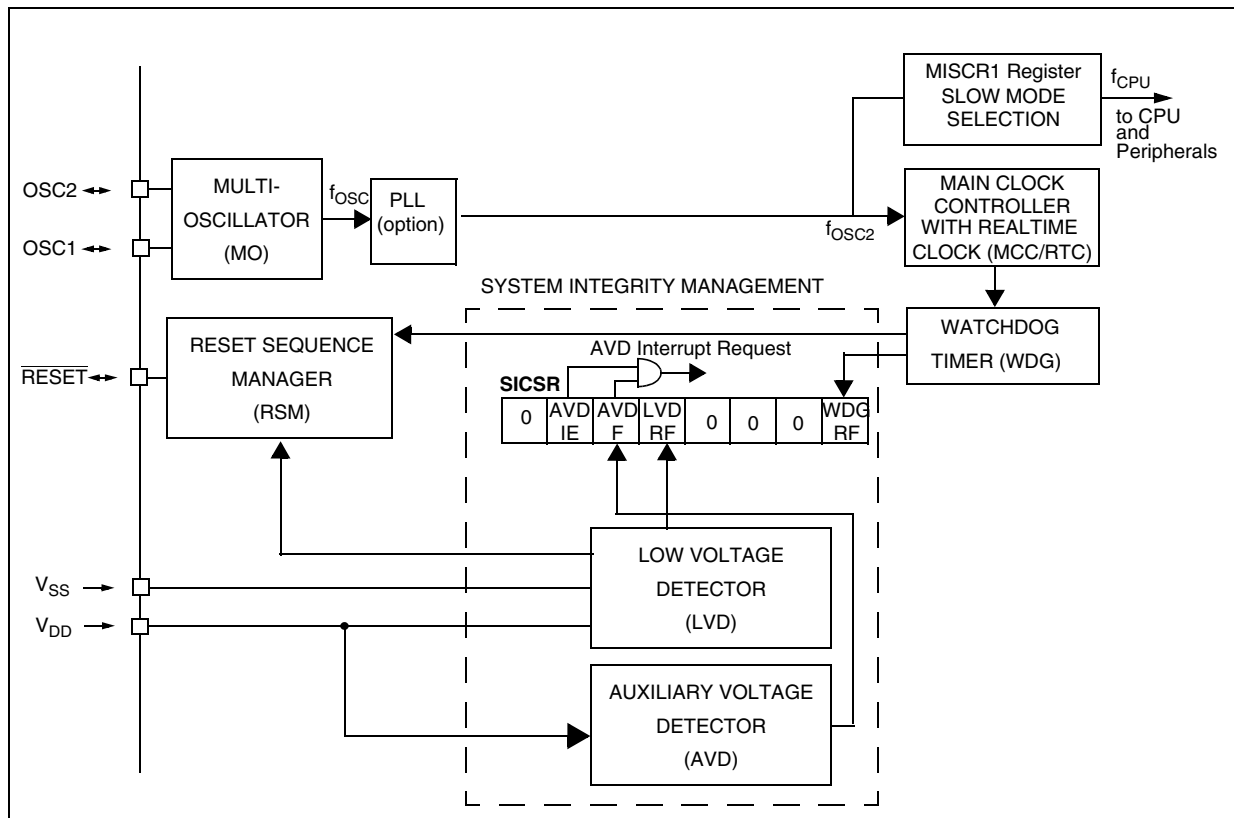 MISCR1 Register
SLOW MODE
SELECTION
fCPU
to CPU
and
Peripherals
OSC2
OSC1
MULTI-
OSCILLATOR
(MO)
fOSC
PLL
(option)
fOSC2
MAIN CLOCK
CONTROLLER
WITH REALTIME
CLOCK (MCC/RTC)
SYSTEM INTEGRITY MANAGEMENT
RESET
RESET SEQUENCE
MANAGER
(RSM)
AVD Interrupt Request
WATCHDOG
TIMER (WDG)
SICSR
0
AVD
IE
AVD
F
LVD
RF
0
0
0
WDG
RF
VSS
VDD
LOW VOLTAGE
DETECTOR
(LVD)
AUXILIARY VOLTAGE
DETECTOR
(AVD)